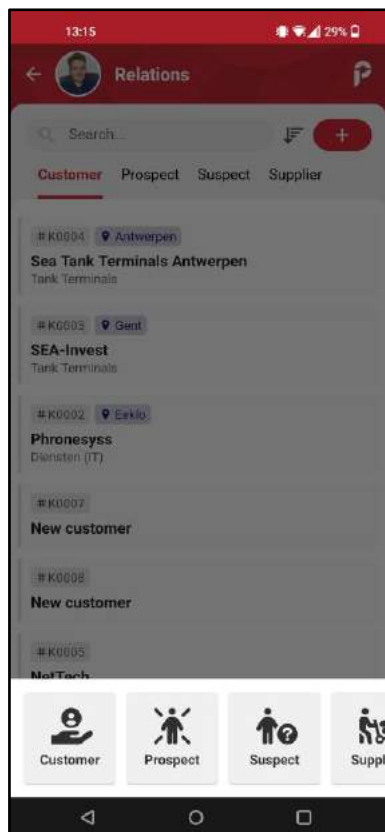 13:15 29%
Relations
Search...
+
Customer Prospect Suspect Supplier
#K0004 Antwerpen
Sea Tank Terminals Antwerpen
Tank Terminals
#K0003 Gent
SEA-Invest
Tank Terminals
#K0002 Eeklo
Phronesyss
Diensten (IT)
#K0007
New customer
#K0008
New customer
#K0005
NetTech
Customer Prospect Suspect Suppl